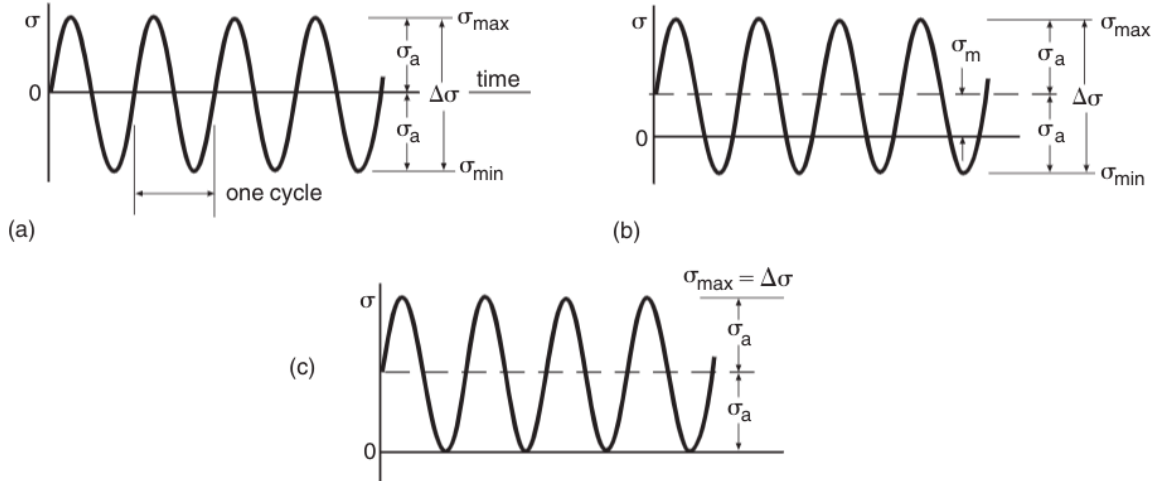 σ
σmax
σa
time
0
Δσ
σa
σmin
one cycle
(a)
σ
σmax
σm
σa
Δσ
0
σa
σmin
(b)
σmax = Δσ
σ
σa
(c)
σa
0